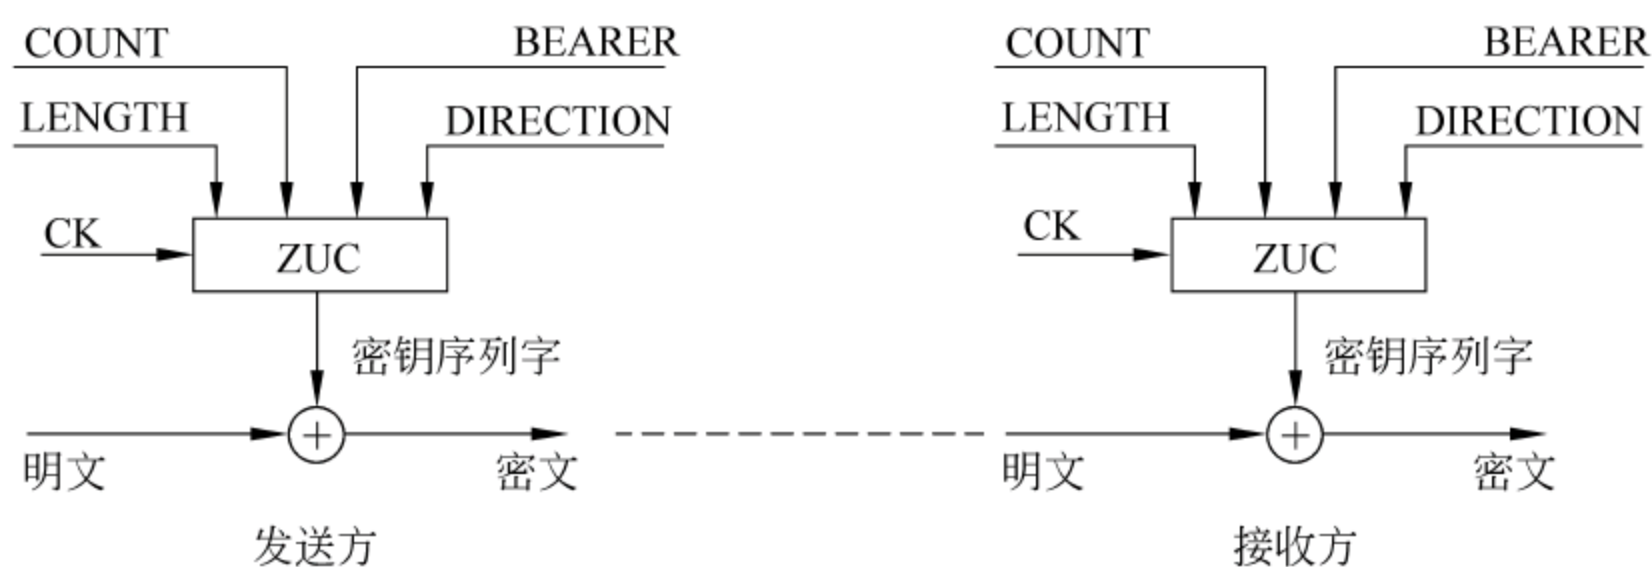 COUNT BEARER COUNT BEARER
LENGTH DIRECTION LENGTH DIRECTION
CK CK
ZUC ZUC
密钥序列字 密钥序列字
+ +
明文 密文 明文 密文
发送方 接收方